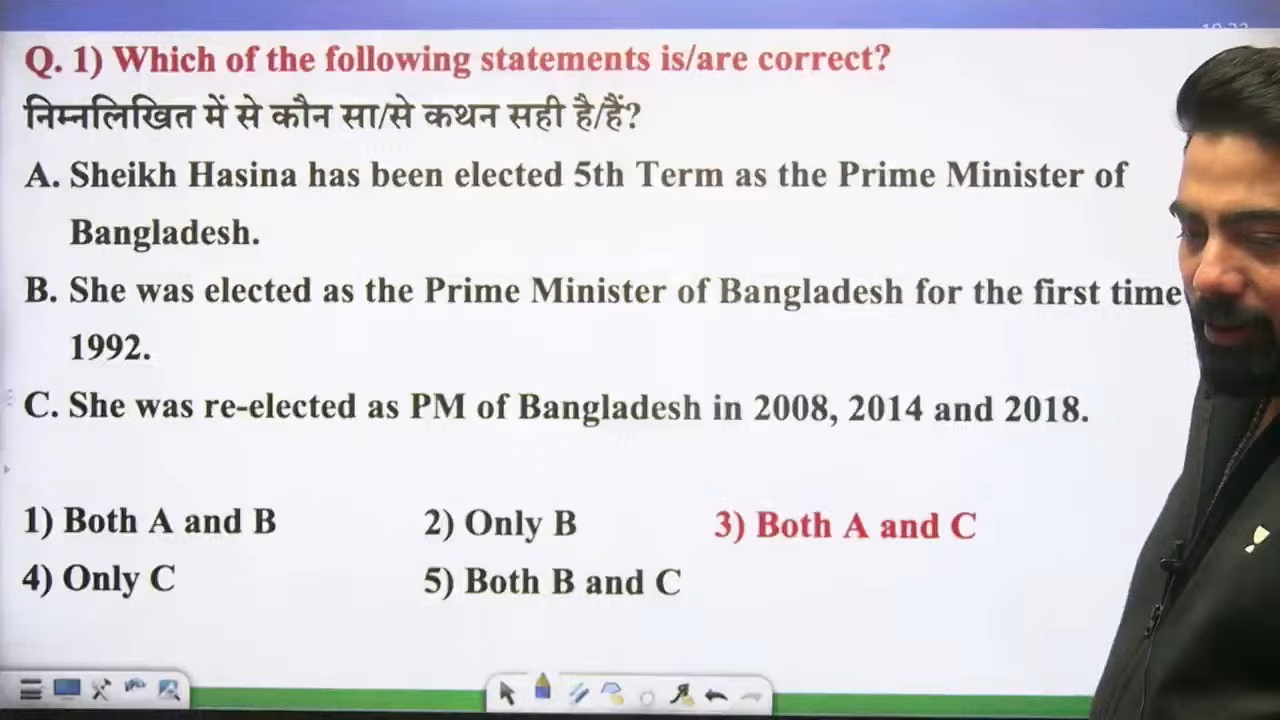 Q. 1) Which of the following statements is/are correct?
निम्नलिखित में से कौन सा/से कथन सही है/हैं?
A. Sheikh Hasina has been elected 5th Term as the Prime Minister of
Bangladesh.
B. She was elected as the Prime Minister of Bangladesh for the first time
1992.
C. She was re-elected as PM of Bangladesh in 2008, 2014 and 2018.
1) Both A and B 2) Only B 3) Both A and C
4) Only C 5) Both B and C